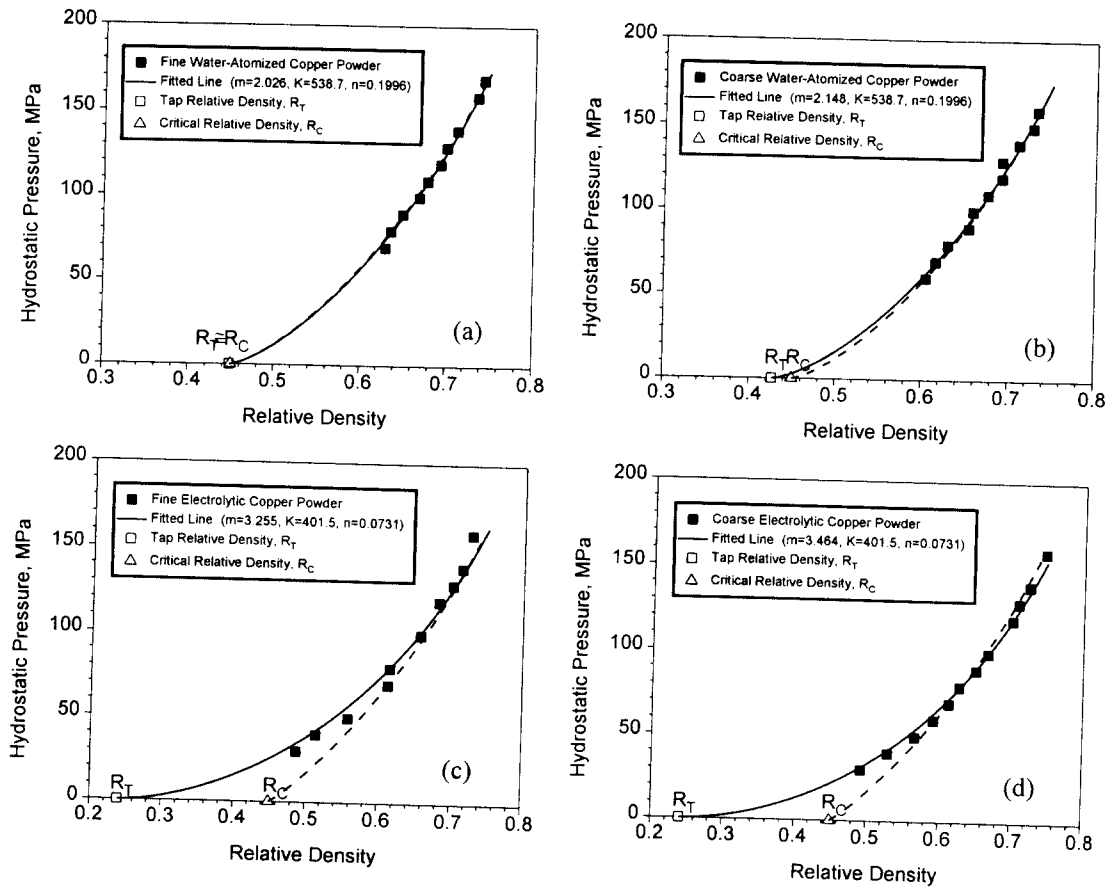 200
150
100
50
0
Hydrostatic Pressure, MPa
Fine Water-Atomized Copper Powder
Fitted Line (m=2.026, K=538.7, n=0.1996)
Tap Relative Density, R_T
Critical Relative Density, R_C
R_T≅R_C
(a)
0.3 0.4 0.5 0.6 0.7 0.8
Relative Density
200
150
100
50
0
Hydrostatic Pressure, MPa
Coarse Water-Atomized Copper Powder
Fitted Line (m=2.148, K=538.7, n=0.1996)
Tap Relative Density, R_T
Critical Relative Density, R_C
R_T R_C
(b)
0.3 0.4 0.5 0.6 0.7 0.8
Relative Density
200
150
100
50
0
Hydrostatic Pressure, MPa
Fine Electrolytic Copper Powder
Fitted Line (m=3.255, K=401.5, n=0.0731)
Tap Relative Density, R_T
Critical Relative Density, R_C
R_T R_C
(c)
0.2 0.3 0.4 0.5 0.6 0.7 0.8
Relative Density
200
150
100
50
0
Hydrostatic Pressure, MPa
Coarse Electrolytic Copper Powder
Fitted Line (m=3.464, K=401.5, n=0.0731)
Tap Relative Density, R_T
Critical Relative Density, R_C
R_T R_C
(d)
0.2 0.3 0.4 0.5 0.6 0.7 0.8
Relative Density